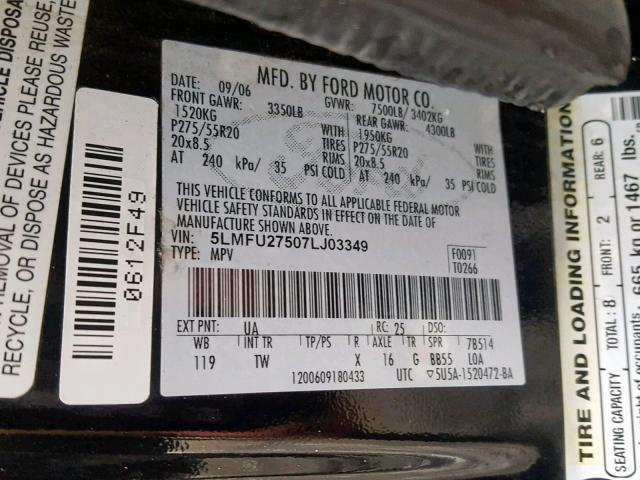 VEHICLE DISPOSA
REMOVAL OF DEVICES PLEASE REUSE,
RECYCLE, OR DISPOSE AS HAZARDOUS WASTE
0612F49
MFD. BY FORD MOTOR CO.
DATE: 09/06 GVWR: 7500LB/ 3402KG
FRONT GAWR: 3350LB REAR GAWR: 4300LB
1520KG WITH 1950KG WITH
P275/55R20 TIRES P275/55R20 TIRES
20x8.5 RIMS 20x8.5 RIMS
AT 240 kPa/ 35 PSI COLD AT 240 kPa/ 35 PSI COLD
THIS VEHICLE CONFORMS TO ALL APPLICABLE FEDERAL MOTOR
VEHICLE SAFETY STANDARDS IN EFFECT ON THE DATE OF
MANUFACTURE SHOWN ABOVE.
VIN: 5LMFU27507LJ03349
TYPE: MPV
F0091
T0266
EXT PNT: UA RC: 25 DSO:
WB INT TR TP/PS R AXLE TR SPR 7B514
119 TW X 16 G BB55 LOA
1200609180433 UTC ▽5U5A-1520472-BA
TIRE AND LOADING INFORMATION
SEATING CAPACITY TOTAL: 8 FRONT: 2 REAR: 6
665 kg or 1467 lbs.